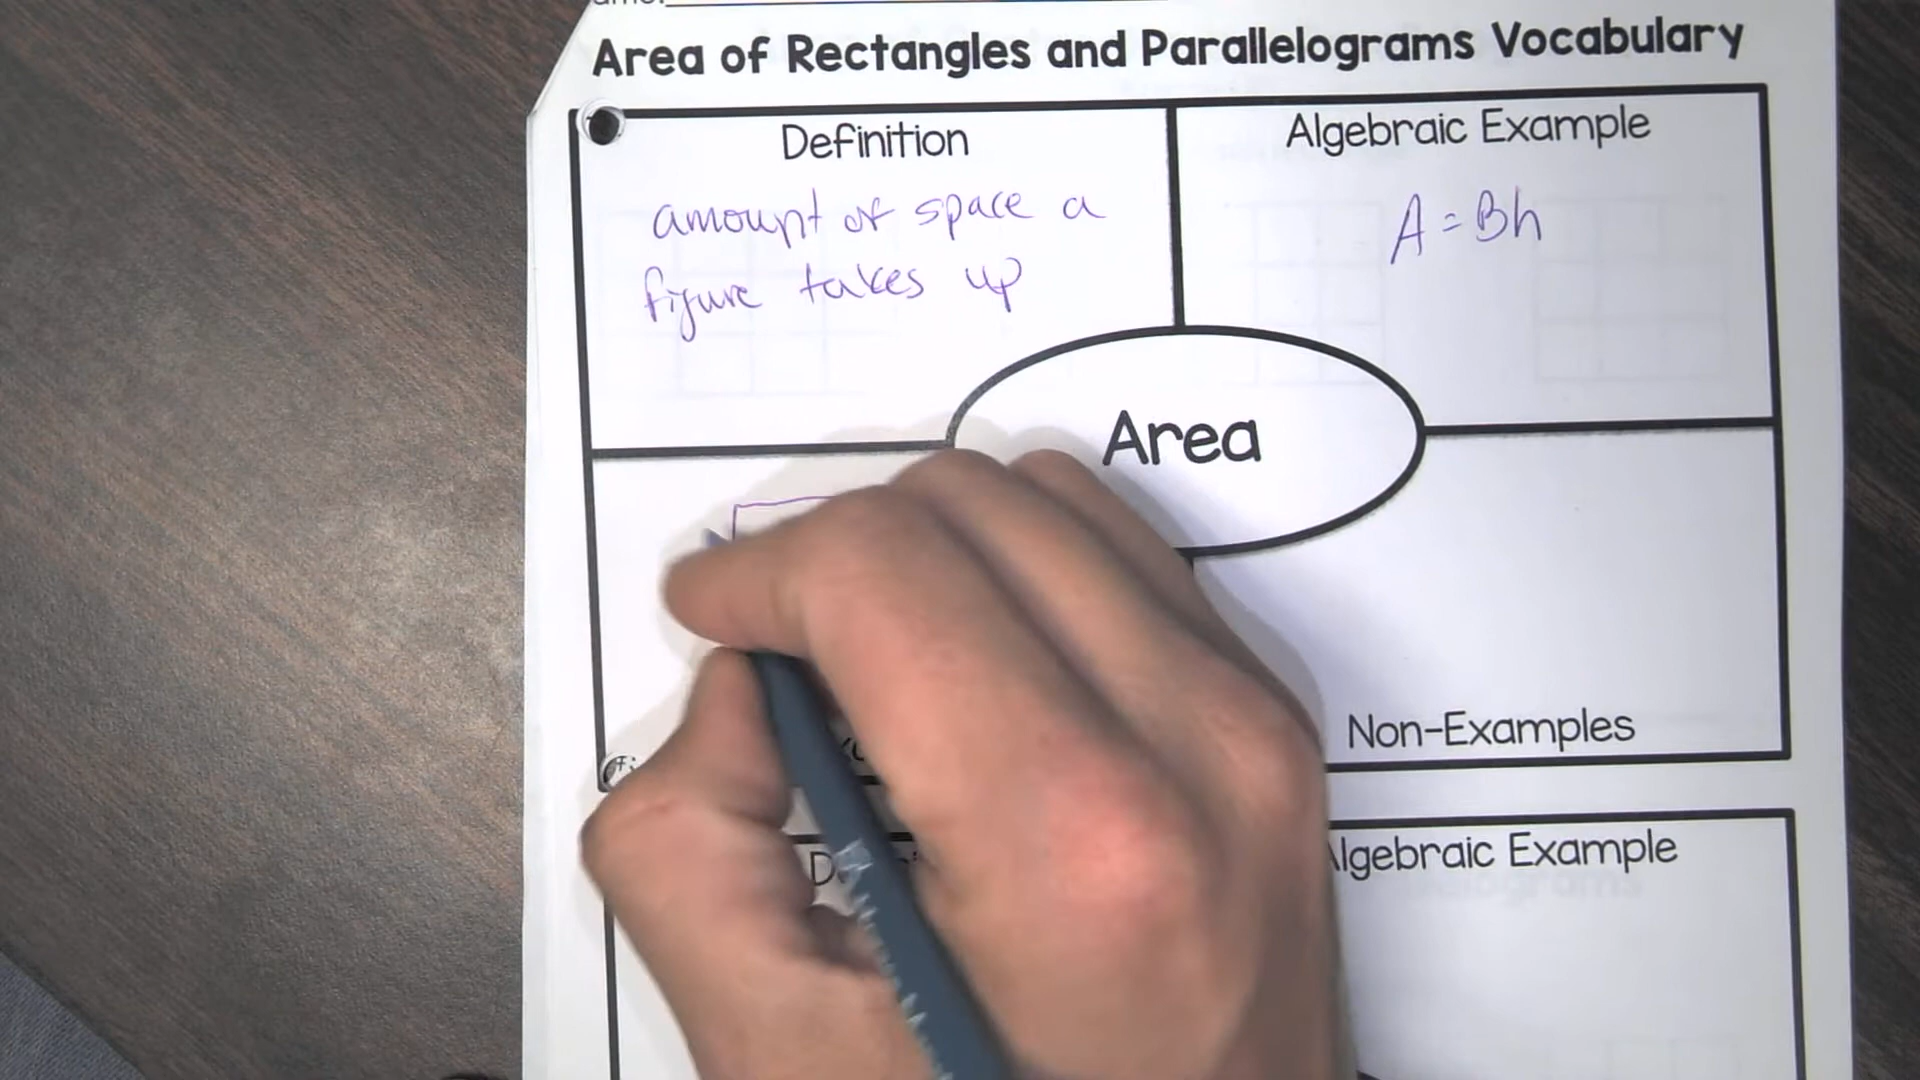 Area of Rectangles and Parallelograms Vocabulary
Definition
amount of space a
figure takes up
Algebraic Example
A = Bh
Area
Non-Examples
lgebraic Example